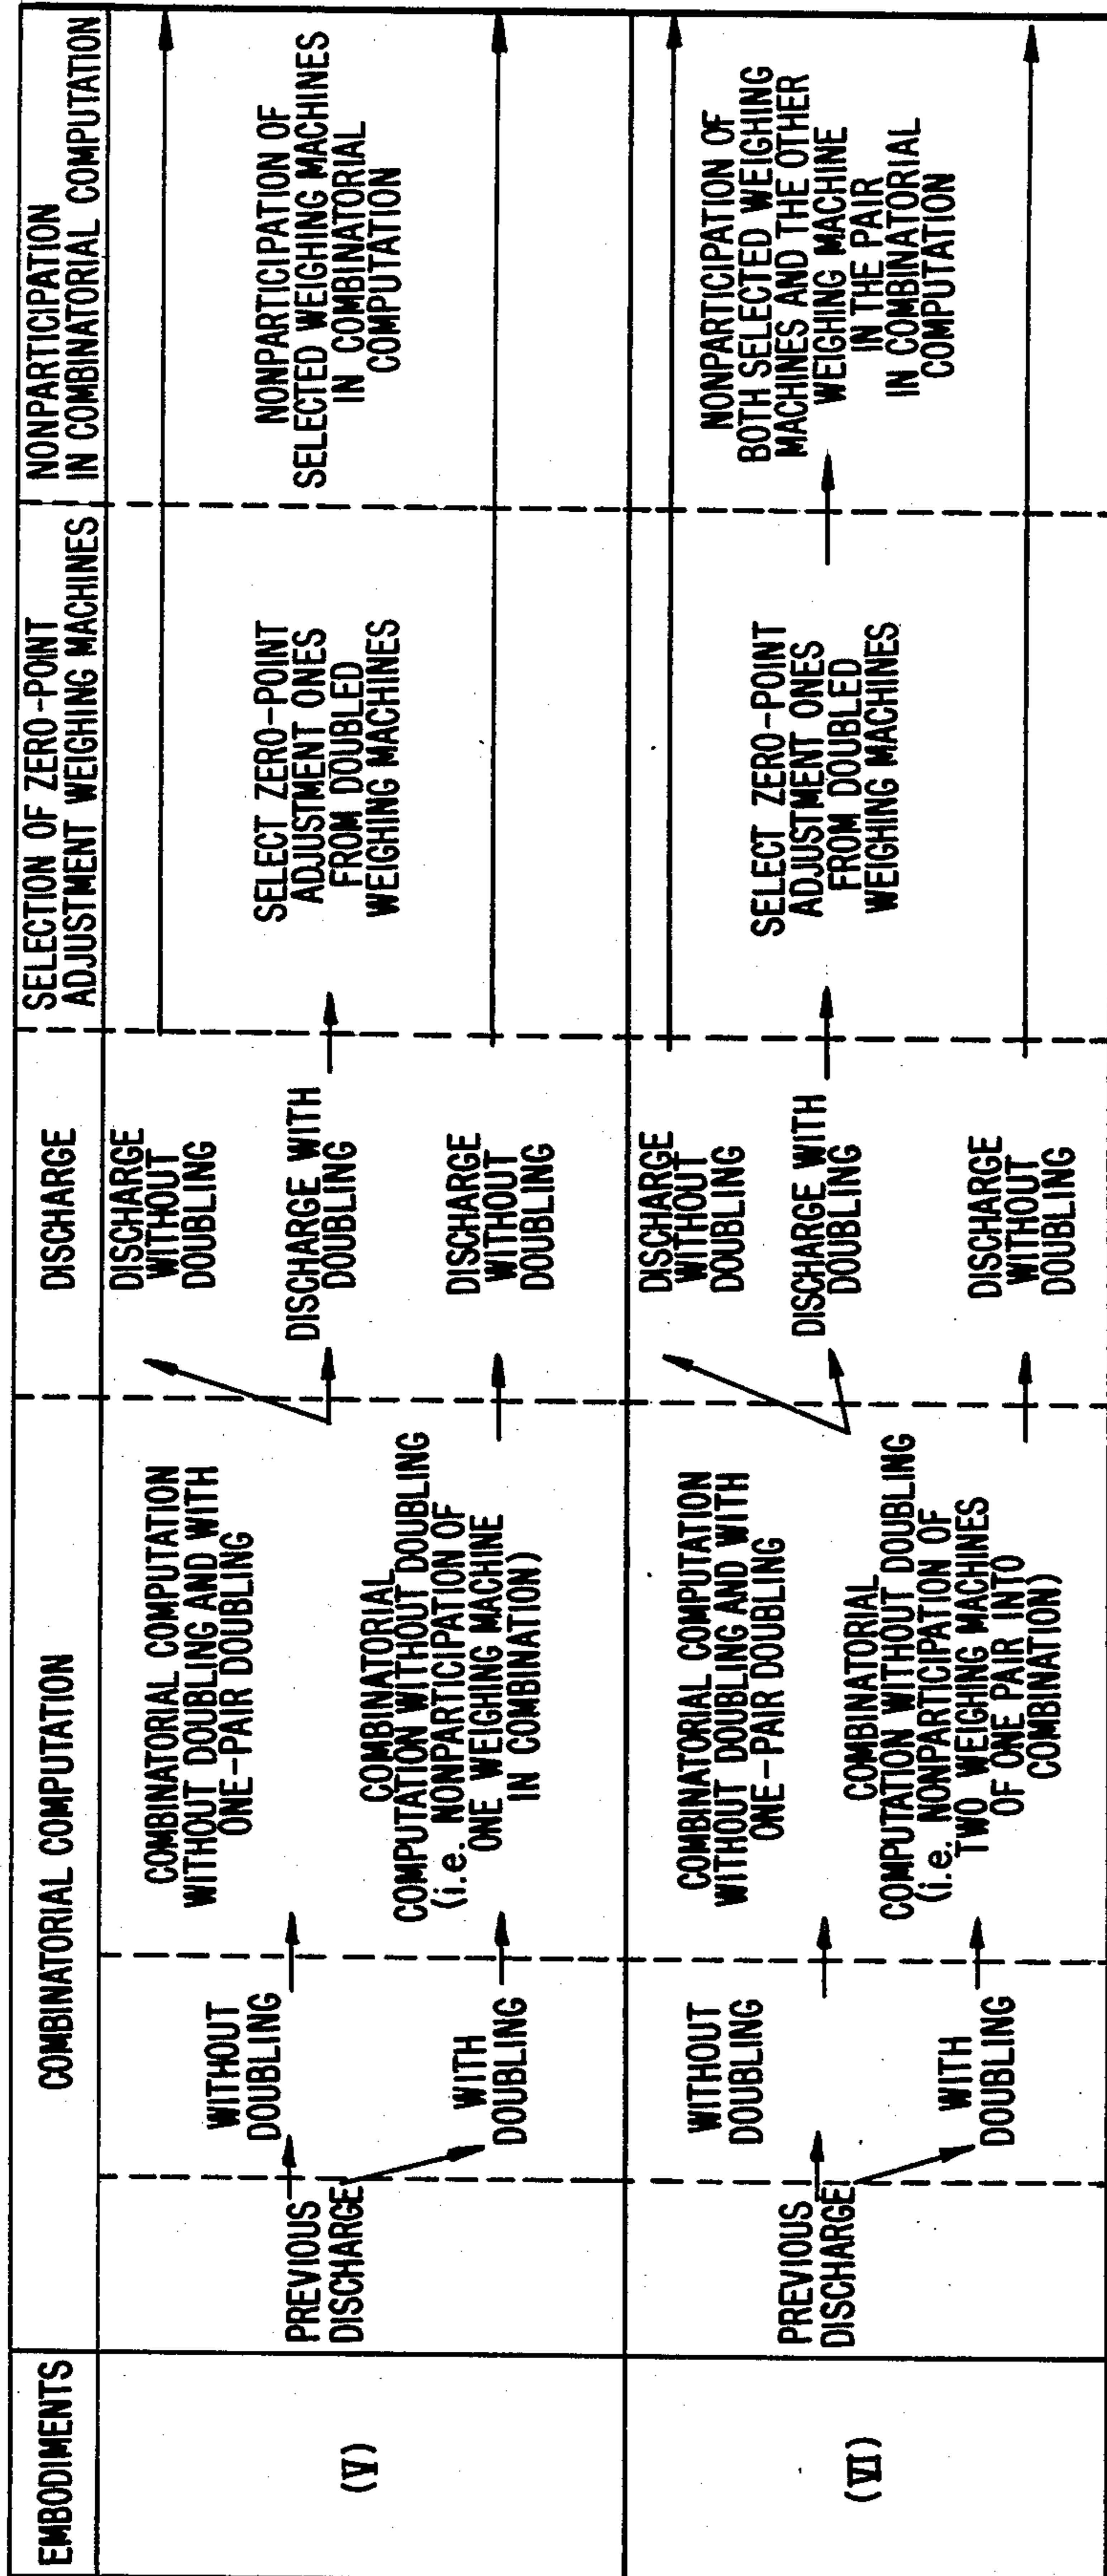 EMBODIMENTS
COMBINATORIAL COMPUTATION
DISCHARGE
SELECTION OF ZERO-POINT
ADJUSTMENT WEIGHING MACHINES
NONPARTICIPATION
IN COMBINATORIAL COMPUTATION
(V)
PREVIOUS
DISCHARGE
WITHOUT
DOUBLING
WITH
DOUBLING
COMBINATORIAL COMPUTATION
WITHOUT DOUBLING AND WITH
ONE-PAIR DOUBLING
COMBINATORIAL
COMPUTATION WITHOUT DOUBLING
(i.e. NONPARTICIPATION OF
ONE WEIGHING MACHINE
IN COMBINATION)
DISCHARGE
WITHOUT
DOUBLING
DISCHARGE WITH
DOUBLING
DISCHARGE
WITHOUT
DOUBLING
SELECT ZERO-POINT
ADJUSTMENT ONES
FROM DOUBLED
WEIGHING MACHINES
NONPARTICIPATION OF
SELECTED WEIGHING MACHINES
IN COMBINATORIAL
COMPUTATION
(VI)
PREVIOUS
DISCHARGE
WITHOUT
DOUBLING
WITH
DOUBLING
COMBINATORIAL COMPUTATION
WITHOUT DOUBLING AND WITH
ONE-PAIR DOUBLING
COMBINATORIAL
COMPUTATION WITHOUT DOUBLING
(i.e. NONPARTICIPATION OF
TWO WEIGHING MACHINES
OF ONE PAIR INTO
COMBINATION)
DISCHARGE
WITHOUT
DOUBLING
DISCHARGE WITH
DOUBLING
DISCHARGE
WITHOUT
DOUBLING
SELECT ZERO-POINT
ADJUSTMENT ONES
FROM DOUBLED
WEIGHING MACHINES
NONPARTICIPATION OF
BOTH SELECTED WEIGHING
MACHINES AND THE OTHER
WEIGHING MACHINE
IN THE PAIR
IN COMBINATORIAL
COMPUTATION